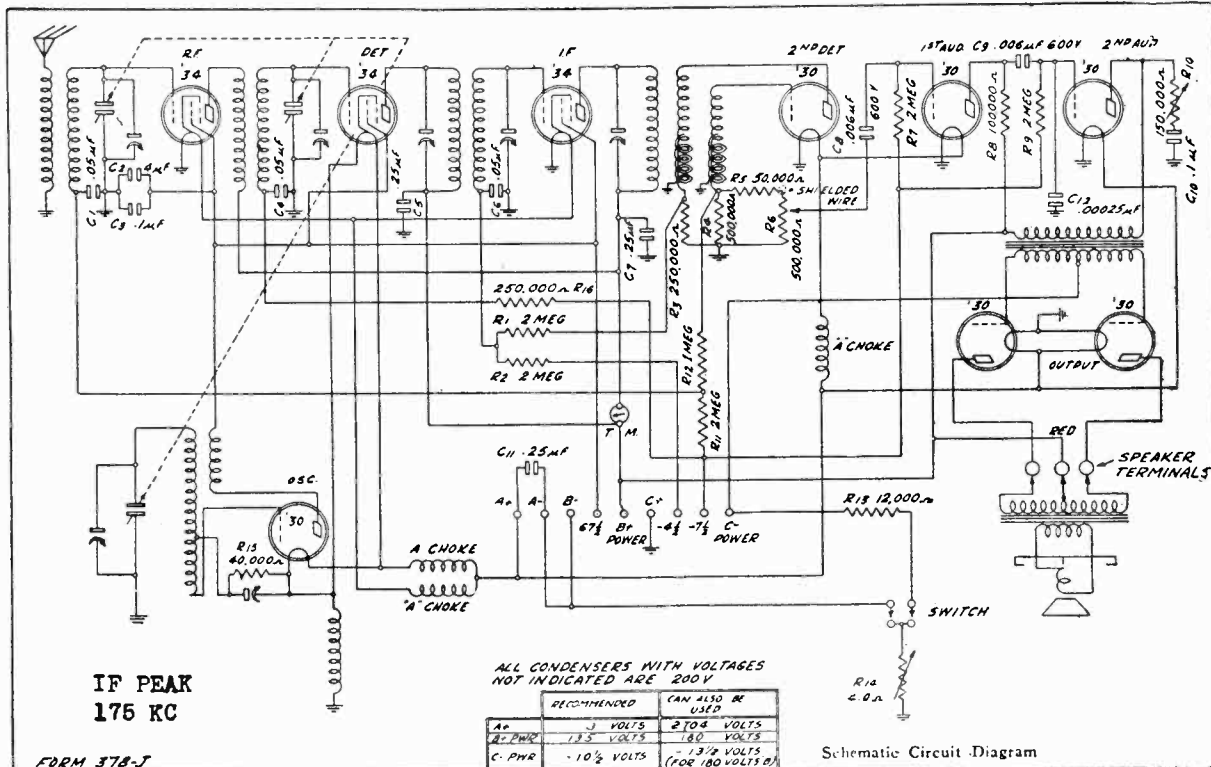 R.F.
'34
DET
'34
I.F
'34
2ND DET
'30
1ST AUD.
'30
C9 .006µF 600V
2ND AUD
'30
R10
150,000Ω
C10 .1µF
.05µF
C1
C2 .4µF
C3 .1µF
.05µF
C4
.25µF
C5
.05µF
C6
C7 .25µF
C8 .006µF
600V
R7 2 MEG
R8 100000Ω
R9 2 MEG
C13
.00025µF
R5 50,000Ω
SHIELDED
WIRE
R4
500,000Ω
R6
500,000Ω
R3 250,000Ω
250,000Ω R16
R1 2 MEG
R2 2 MEG
R12 1 MEG
R11 2 MEG
"A" CHOKE
'30
'30
OUTPUT
T.M.
RED
SPEAKER
TERMINALS
C11 .25µF
A+
A-
B-
67½
B+
POWER
C+
-4½
-7½
C-
POWER
R13 12,000Ω
OSC.
'30
R15
40,000Ω
A CHOKE
"A" CHOKE
SWITCH
R14
IF PEAK
175 KC
ALL CONDENSERS WITH VOLTAGES
NOT INDICATED ARE 200V
RECOMMENDED
CAN ALSO BE
USED
A+
3 VOLTS
2 TO 4 VOLTS
B+ PWR
135 VOLTS
180 VOLTS
C- PWR
-10½ VOLTS
-13½ VOLTS
(FOR 180 VOLTS B)
Schematic Circuit Diagram
FORM 378-J